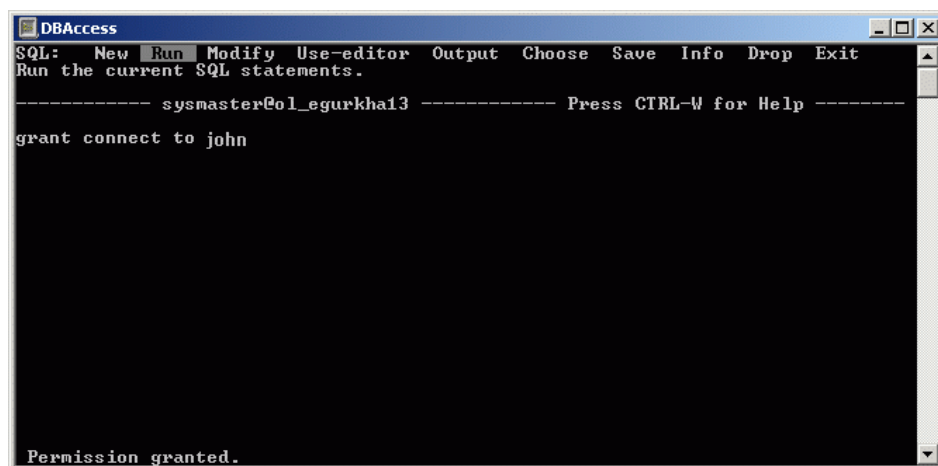 DBAccess
SQL: New Run Modify Use-editor Output Choose Save Info Drop Exit
Run the current SQL statements.
------------ sysmaster@ol_egurkha13 ------------ Press CTRL-W for Help --------
grant connect to john
Permission granted.